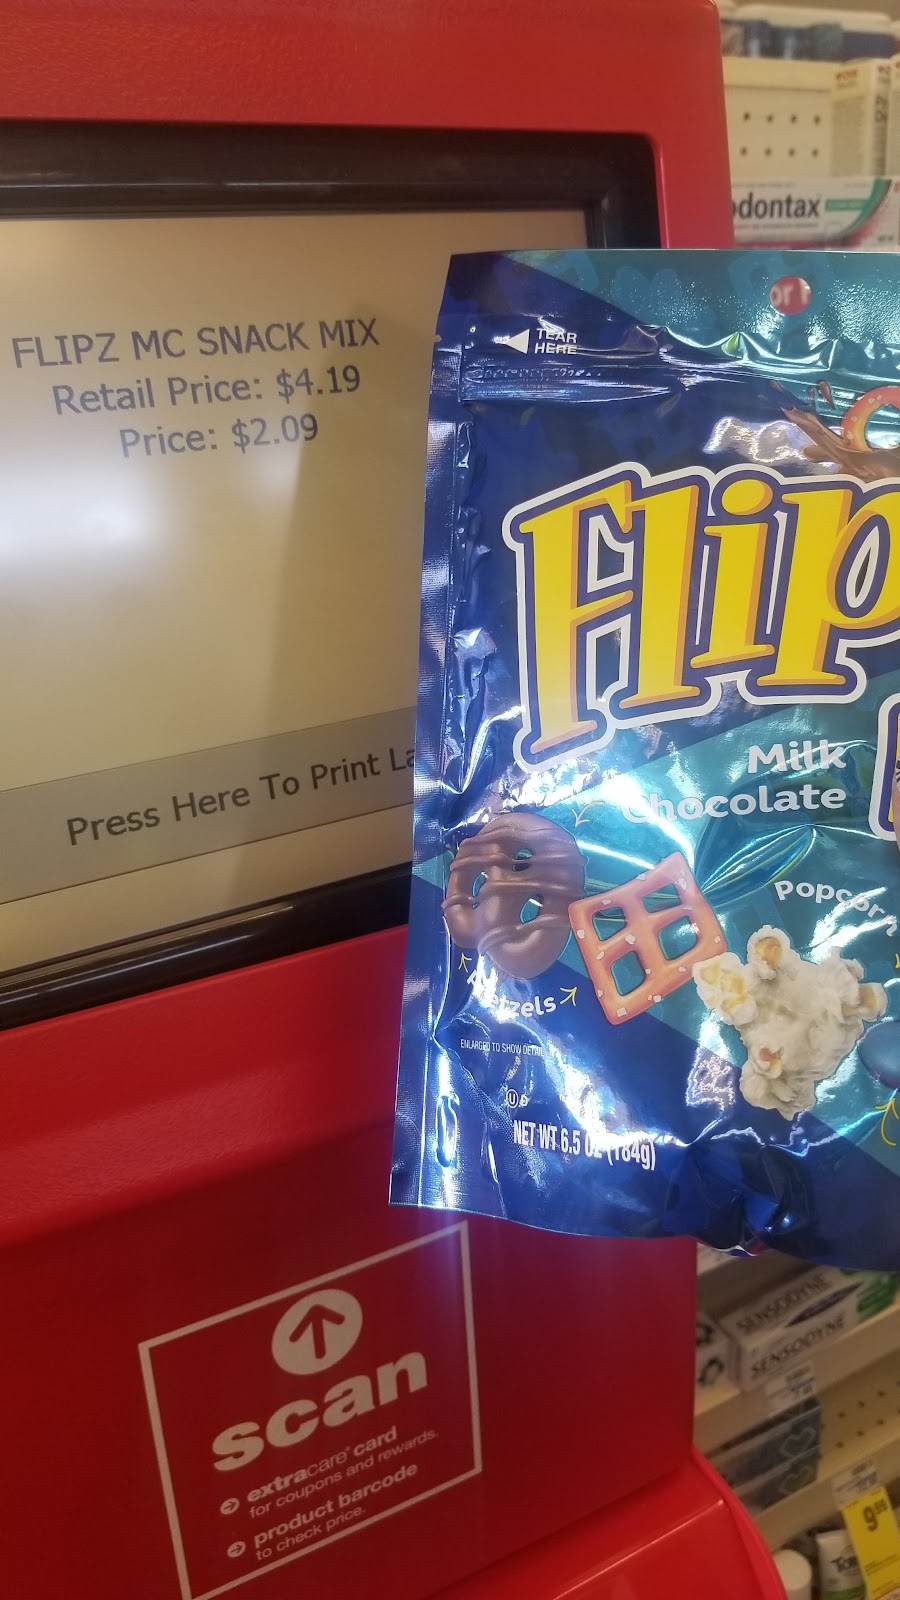 FLIPZ MC SNACK MIX
Retail Price: $4.19
Price: $2.09
Press Here To Print La
TEAR
HERE
Flip
Milk
Chocolate
Popcorn
Pretzels
ENLARGED TO SHOW DETAIL
U D
NET WT 6.5 OZ (184g)
scan
extracare® card
for coupons and rewards.
product barcode
to check price.
odontax
SENSODYNE
SENSODYNE
9